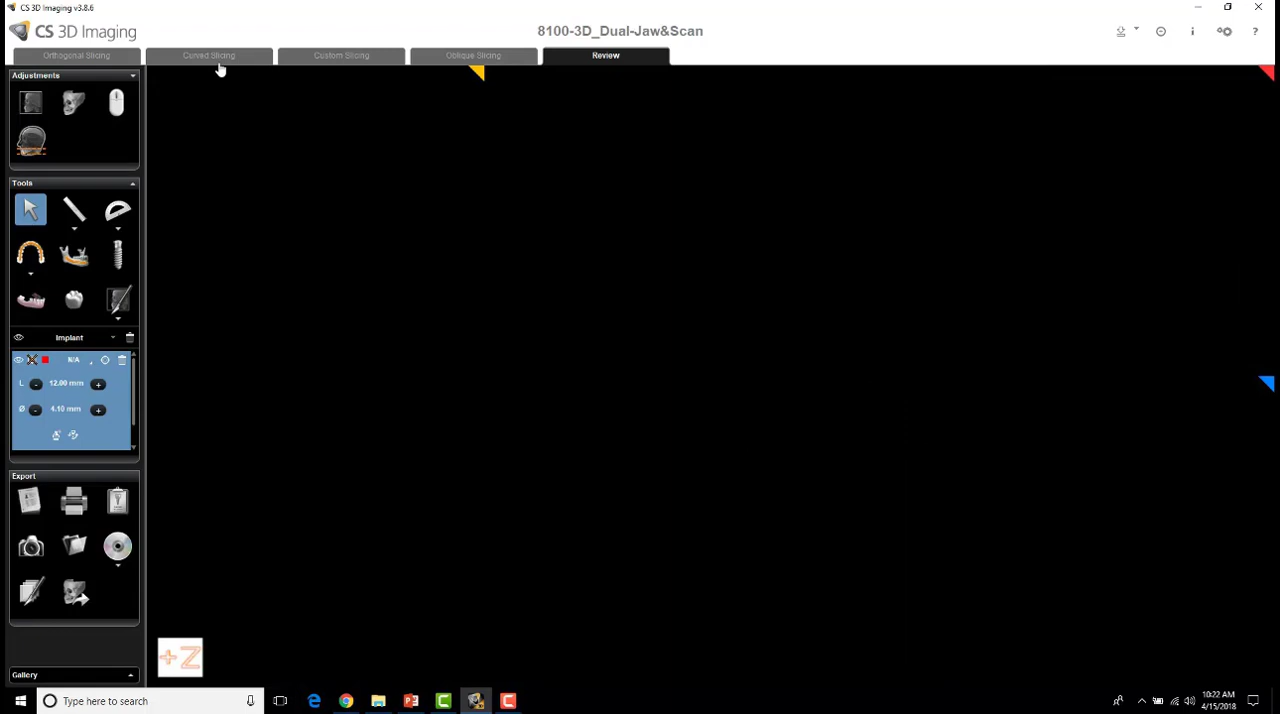 CS 3D Imaging v3.8.6
CS 3D Imaging
8100-3D_Dual-Jaw&Scan
Orthogonal Slicing
Curved Slicing
Custom Slicing
Oblique Slicing
Review
Adjustments
Tools
Implant
N/A
L - 12.00 mm +
Ø - 4.10 mm +
Export
+Z
Gallery
Type here to search
10:22 AM
4/15/2018